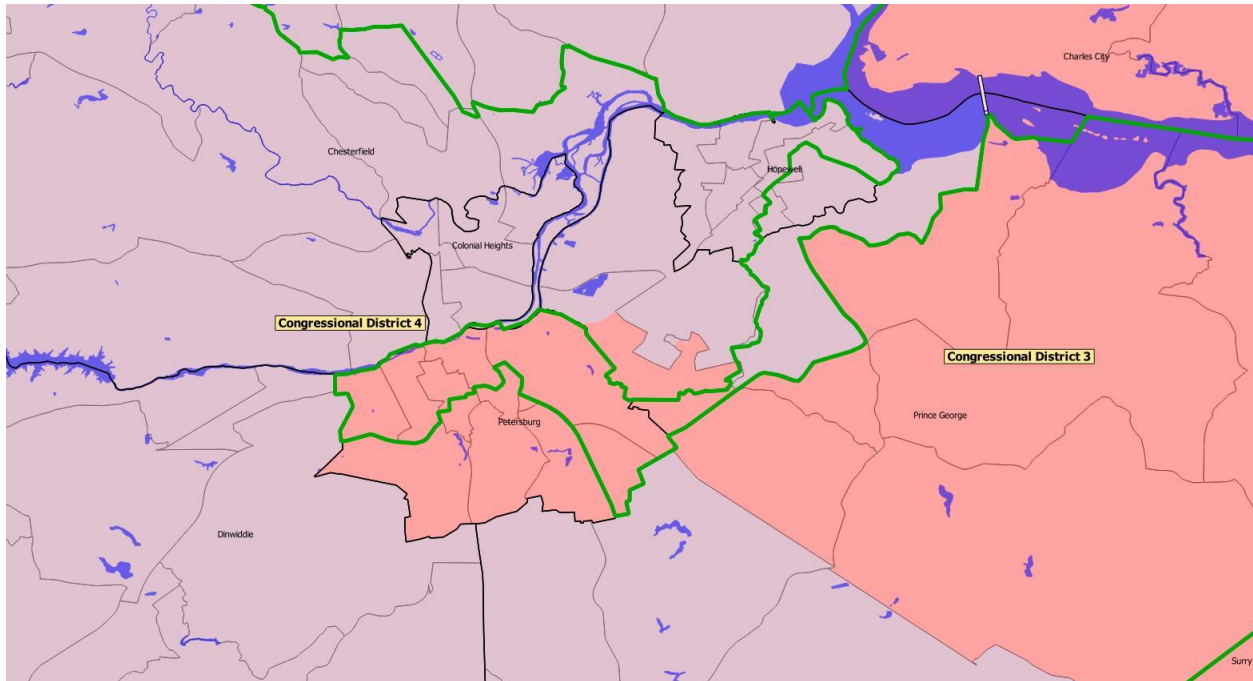 Charles City
Chesterfield
Hopewell
Colonial Heights
Congressional District 4
Congressional District 3
Prince George
Petersburg
Dinwiddie
Surry